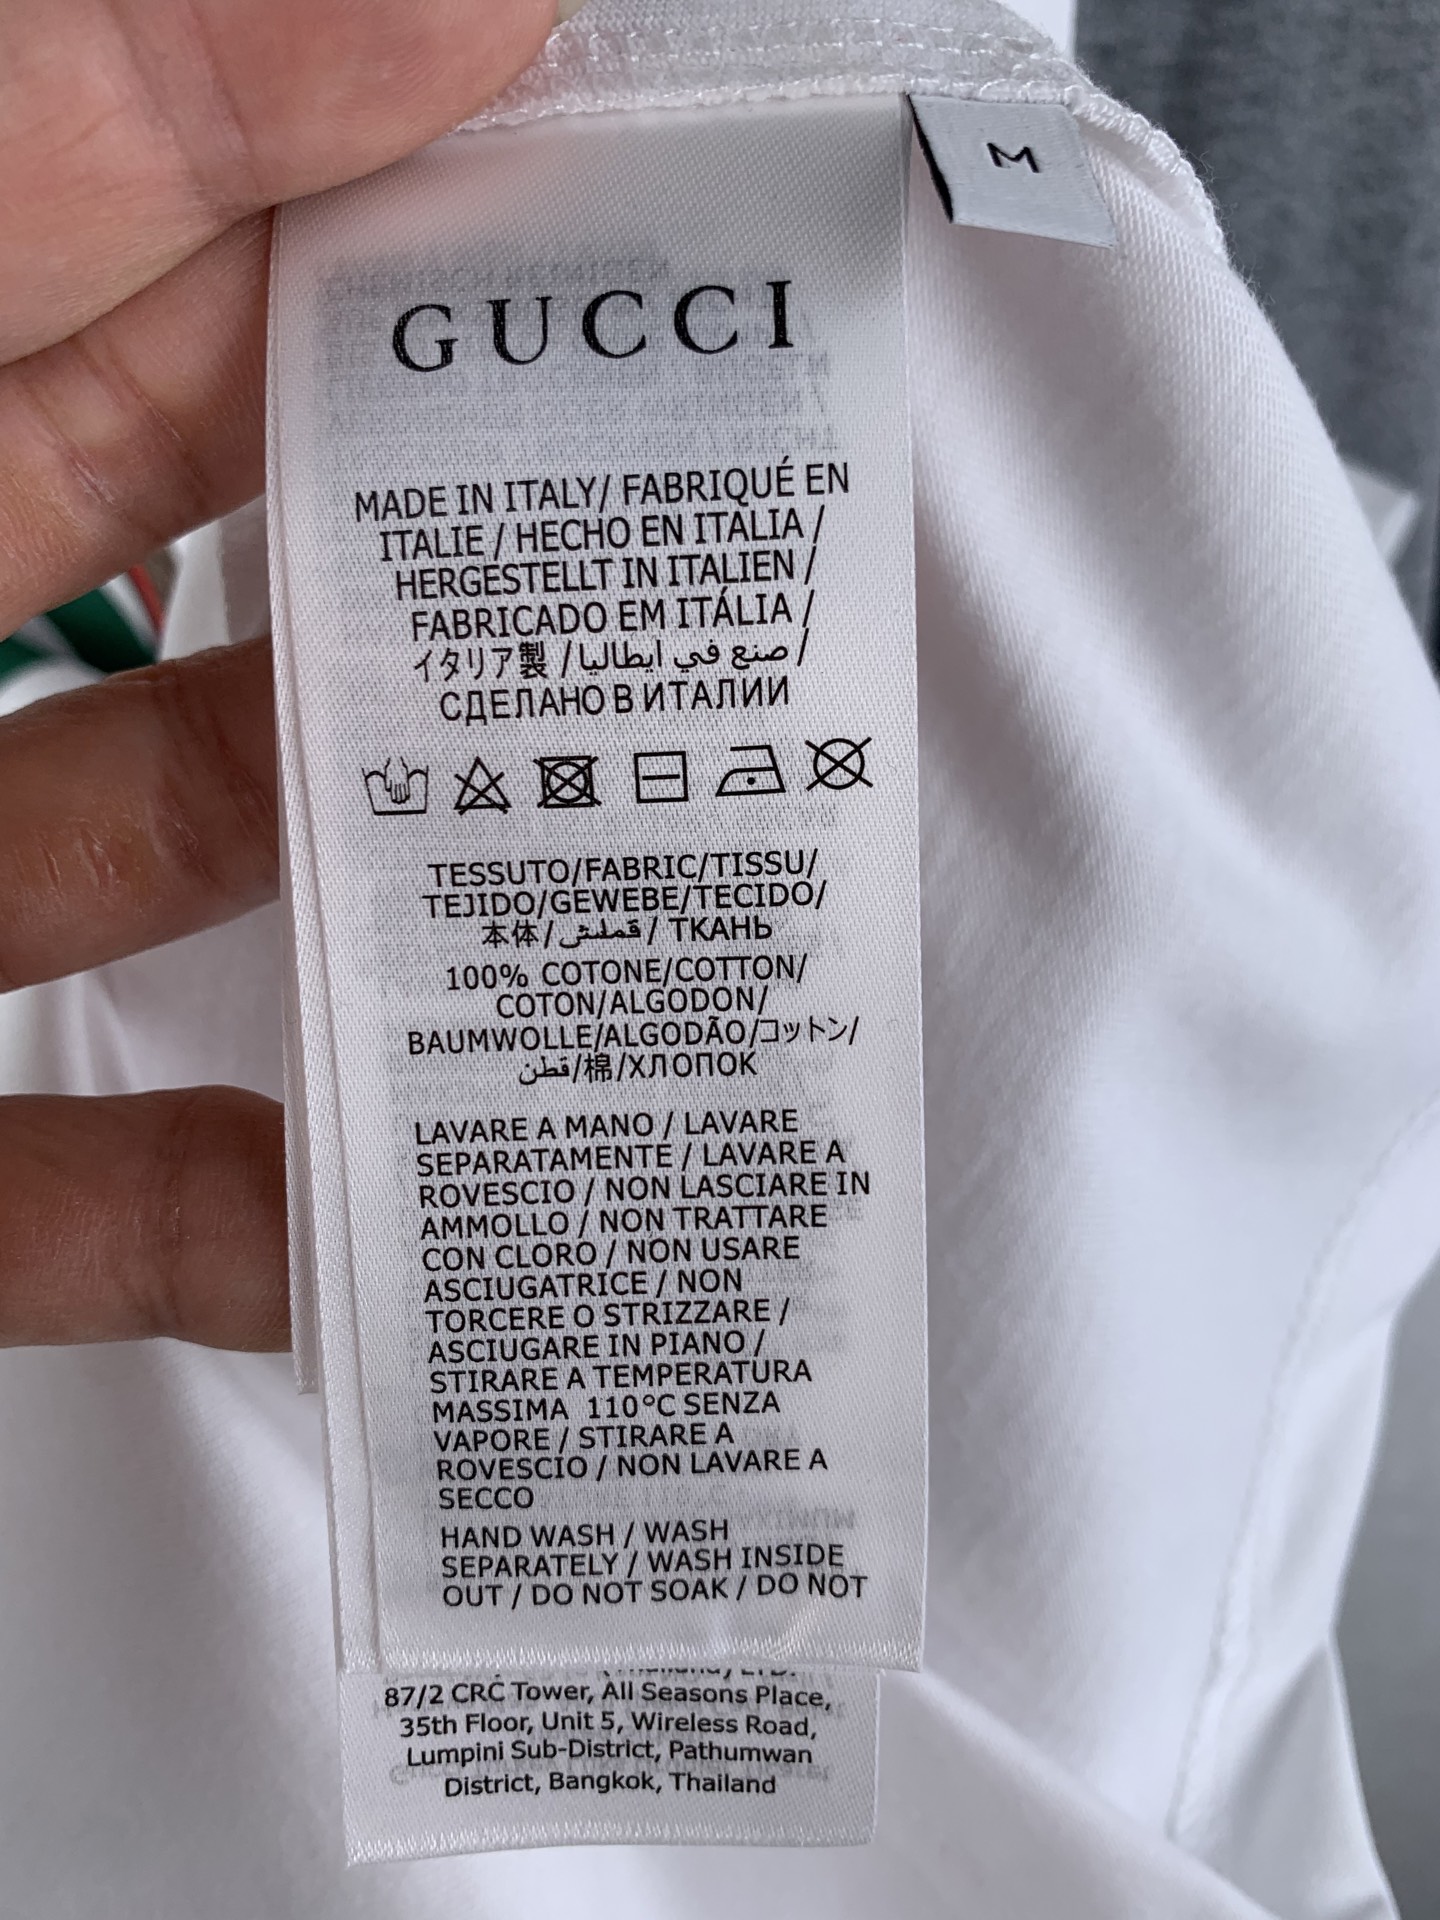 M
GUCCI
MADE IN ITALY/ FABRIQUÉ EN
ITALIE / HECHO EN ITALIA /
HERGESTELLT IN ITALIEN /
FABRICADO EM ITÁLIA /
イタリア製 / صنع في ايطاليا /
СДЕЛАНО В ИТАЛИИ
TESSUTO/FABRIC/TISSU/
TEJIDO/GEWEBE/TECIDO/
本体/قملش/ ТКАНЬ
100% COTONE/COTTON/
COTON/ALGODON/
BAUMWOLLE/ALGODÃO/コットン/
قطن/棉/ХЛОПОК
LAVARE A MANO / LAVARE
SEPARATAMENTE / LAVARE A
ROVESCIO / NON LASCIARE IN
AMMOLLO / NON TRATTARE
CON CLORO / NON USARE
ASCIUGATRICE / NON
TORCERE O STRIZZARE /
ASCIUGARE IN PIANO /
STIRARE A TEMPERATURA
MASSIMA 110°C SENZA
VAPORE / STIRARE A
ROVESCIO / NON LAVARE A
SECCO
HAND WASH / WASH
SEPARATELY / WASH INSIDE
OUT / DO NOT SOAK / DO NOT
87/2 CRC Tower, All Seasons Place,
35th Floor, Unit 5, Wireless Road,
Lumpini Sub-District, Pathumwan
District, Bangkok, Thailand